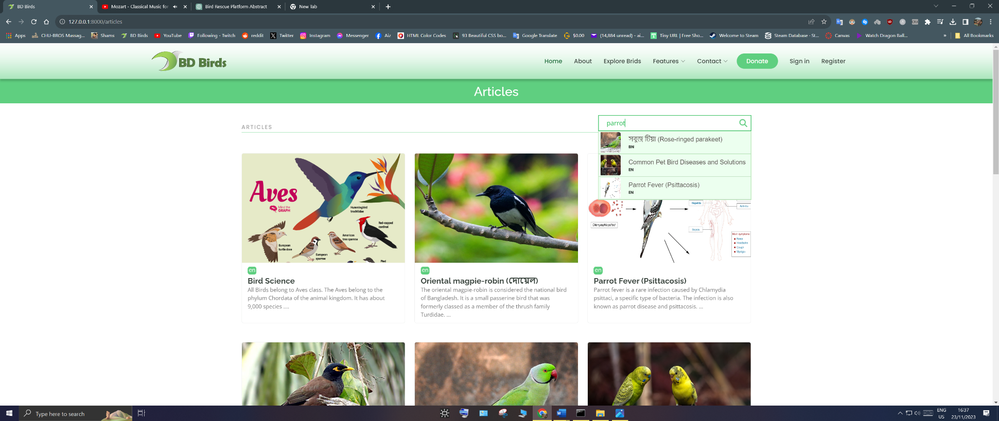 BD Birds
Mozart - Classical Music for
Bird Rescue Platform Abstract
New Tab
127.0.0.1:8000/articles
Apps
CHU-BROS Massag...
Shams
BD Birds
YouTube
Following - Twitch
reddit
Twitter
Instagram
Messenger
Aiz
HTML Color Codes
93 Beautiful CSS bo...
Google Translate
$0.00
(14,884 unread) - ai...
Tiny URL | Free Sho...
Welcome to Steam
Steam Database · St...
Canvas
Watch Dragon Ball...
»
All Bookmarks
BD Birds
Home
About
Explore Brids
Features
Contact
Donate
Sign in
Register
Articles
ARTICLES
parrot
সবুজ টিয়া (Rose-ringed parakeet)
BN
Common Pet Bird Diseases and Solutions
EN
Parrot Fever (Psittacosis)
EN
Aves
Mind the
GRAPH
Hummingbird
trochilidae
Red-capped
cardinal
American
tree sparrow
European
turtle dove
European
sparrow
Pied
Chlamydophila psittaci
Hepatitis
Arthritis
Sepsis
Main symptoms:
Fever
Headache
Cough
Myalgia
en
Bird Science
All Birds belong to Aves class. The Aves belong to the
phylum Chordata of the animal kingdom. It has about
9,000 species ....
en
Oriental magpie-robin (দোয়েল)
The oriental magpie-robin is considered the national bird
of Bangladesh. It is a small passerine bird that was
formerly classed as a member of the thrush family
Turdidae. ...
en
Parrot Fever (Psittacosis)
Parrot fever is a rare infection caused by Chlamydia
psittaci, a specific type of bacteria. The infection is also
known as parrot disease and psittacosis. ...
Type here to search
ENG
US
16:37
23/11/2023